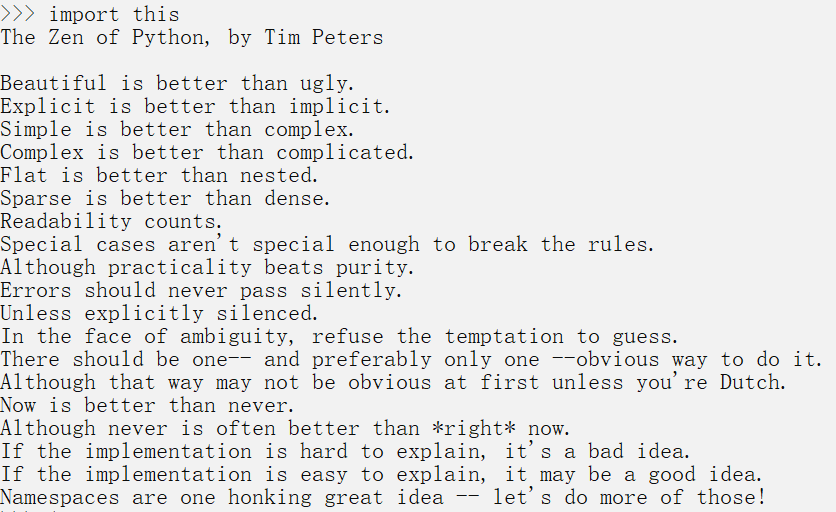 >>> import this
The Zen of Python, by Tim Peters

Beautiful is better than ugly.
Explicit is better than implicit.
Simple is better than complex.
Complex is better than complicated.
Flat is better than nested.
Sparse is better than dense.
Readability counts.
Special cases aren't special enough to break the rules.
Although practicality beats purity.
Errors should never pass silently.
Unless explicitly silenced.
In the face of ambiguity, refuse the temptation to guess.
There should be one-- and preferably only one --obvious way to do it.
Although that way may not be obvious at first unless you're Dutch.
Now is better than never.
Although never is often better than *right* now.
If the implementation is hard to explain, it's a bad idea.
If the implementation is easy to explain, it may be a good idea.
Namespaces are one honking great idea -- let's do more of those!